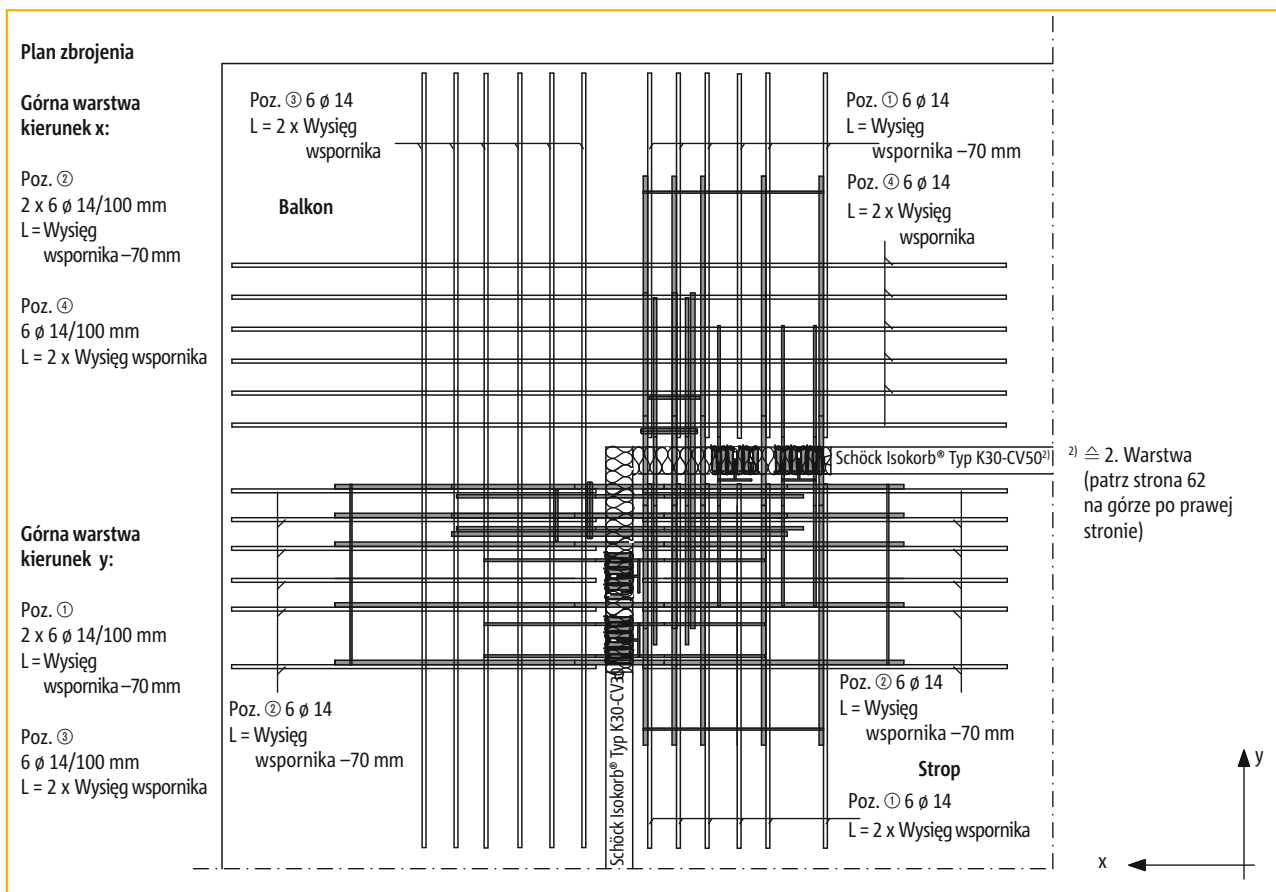 Plan zbrojenia
Górna warstwa
kierunek x:
Poz. ②
2 x 6 ø 14/100 mm
L = Wysięg
wspornika –70 mm
Poz. ④
6 ø 14/100 mm
L = 2 x Wysięg wspornika
Górna warstwa
kierunek y:
Poz. ①
2 x 6 ø 14/100 mm
L = Wysięg
wspornika –70 mm
Poz. ③
6 ø 14/100 mm
L = 2 x Wysięg wspornika
Poz. ③ 6 ø 14
L = 2 x Wysięg
wspornika
Balkon
Poz. ① 6 ø 14
L = Wysięg
wspornika –70 mm
Poz. ④ 6 ø 14
L = 2 x Wysięg
wspornika
Schöck Isokorb® Typ K30-CV50²⁾
²⁾ ≙ 2. Warstwa
(patrz strona 62
na górze po prawej
stronie)
Schöck Isokorb® Typ K30-CV30
Poz. ② 6 ø 14
L = Wysięg
wspornika –70 mm
Poz. ② 6 ø 14
L = Wysięg
wspornika –70 mm
Strop
Poz. ① 6 ø 14
L = 2 x Wysięg wspornika
y
x